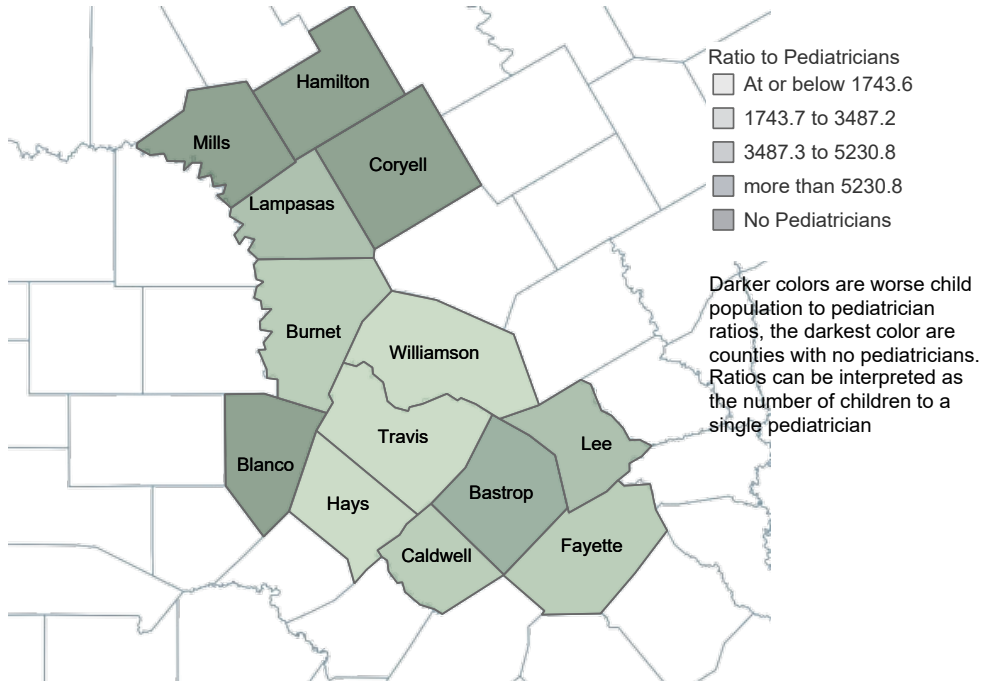 Hamilton
Mills
Coryell
Lampasas
Burnet
Williamson
Travis
Lee
Blanco
Bastrop
Hays
Fayette
Caldwell
Ratio to Pediatricians
At or below 1743.6
1743.7 to 3487.2
3487.3 to 5230.8
more than 5230.8
No Pediatricians
Darker colors are worse child
population to pediatrician
ratios, the darkest color are
counties with no pediatricians.
Ratios can be interpreted as
the number of children to a
single pediatrician